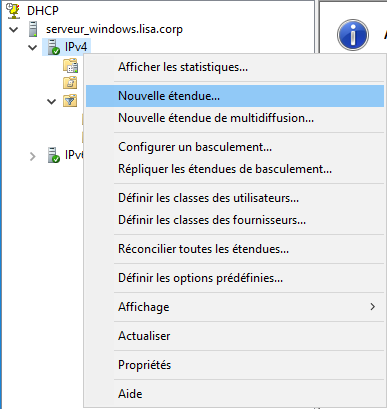 DHCP
serveur_windows.lisa.corp
IPv4
Afficher les statistiques...
Nouvelle étendue...
Nouvelle étendue de multidiffusion...
Configurer un basculement...
Répliquer les étendues de basculement...
IPv
Définir les classes des utilisateurs...
Définir les classes des fournisseurs...
Réconcilier toutes les étendues...
Définir les options prédéfinies...
Affichage
Actualiser
Propriétés
Aide